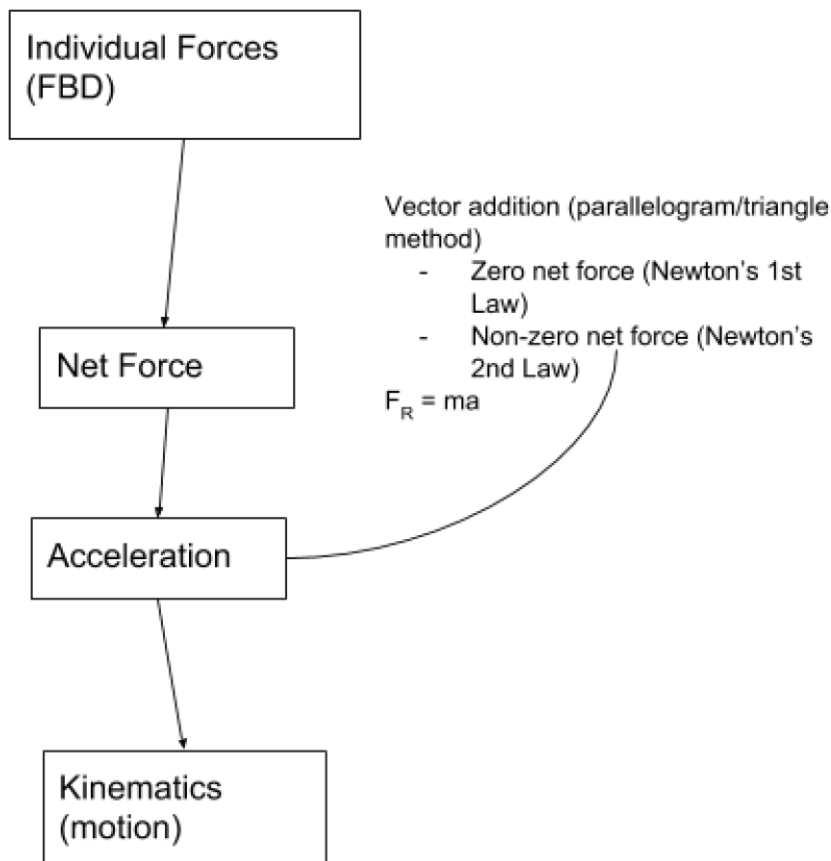 Individual Forces
(FBD)
Vector addition (parallelogram/triangle
method)
- Zero net force (Newton's 1st
Law)
- Non-zero net force (Newton's
2nd Law)
F_R = ma
Net Force
Acceleration
Kinematics
(motion)